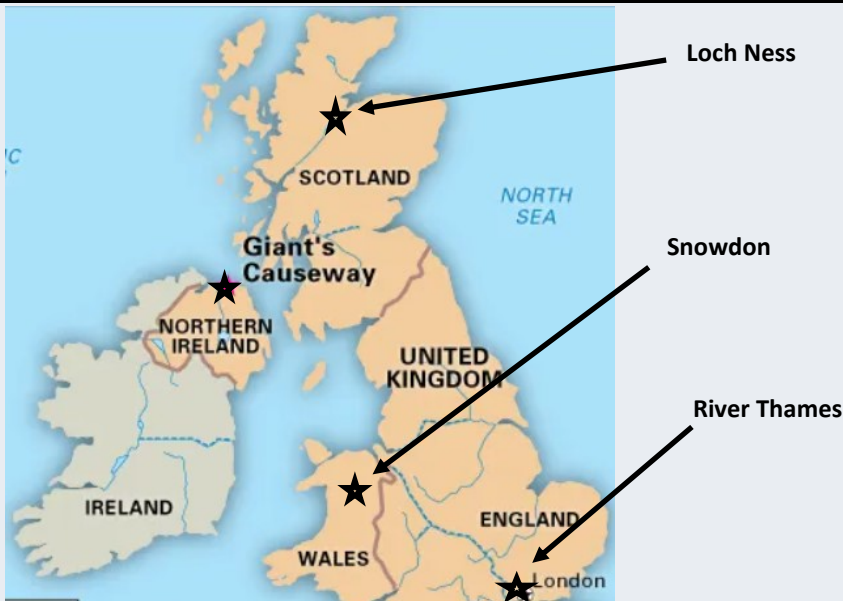 Loch Ness
C
SCOTLAND
NORTH
SEA
Giant's
Causeway
Snowdon
NORTHERN
IRELAND
UNITED
KINGDOM
River Thames
IRELAND
ENGLAND
WALES
London